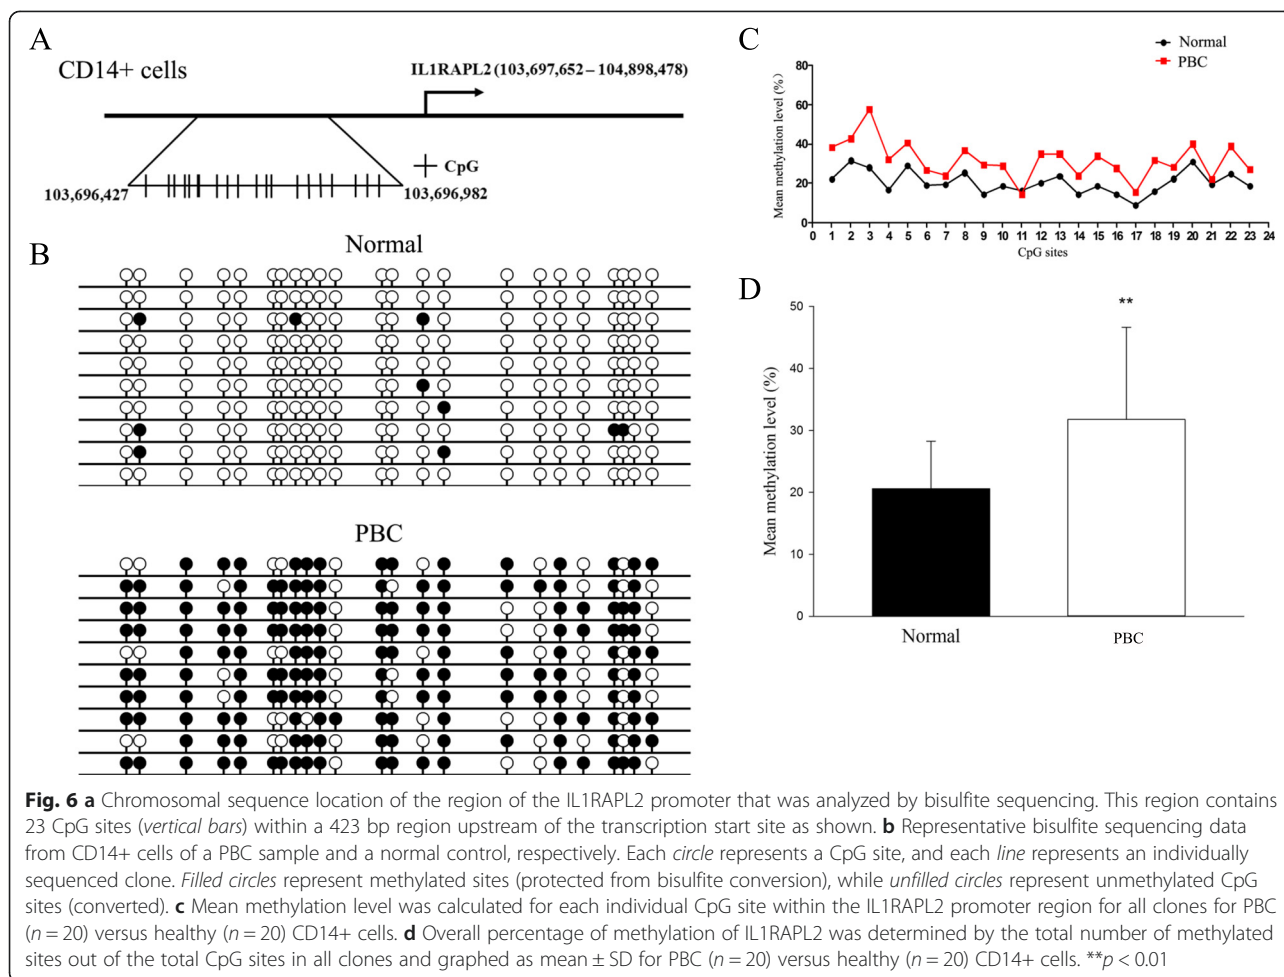 A
CD14+ cells
IL1RAPL2 (103,697,652 – 104,898,478)
CpG
103,696,427
103,696,982
B
Normal
PBC
C
Normal
PBC
Mean methylation level (%)
80
60
40
20
0
0 1 2 3 4 5 6 7 8 9 10 11 12 13 14 15 16 17 18 19 20 21 22 23 24
CpG sites
D
**
Mean methylation level (%)
50
40
30
20
10
0
Normal
PBC
Fig. 6 a Chromosomal sequence location of the region of the IL1RAPL2 promoter that was analyzed by bisulfite sequencing. This region contains
23 CpG sites (vertical bars) within a 423 bp region upstream of the transcription start site as shown. b Representative bisulfite sequencing data
from CD14+ cells of a PBC sample and a normal control, respectively. Each circle represents a CpG site, and each line represents an individually
sequenced clone. Filled circles represent methylated sites (protected from bisulfite conversion), while unfilled circles represent unmethylated CpG
sites (converted). c Mean methylation level was calculated for each individual CpG site within the IL1RAPL2 promoter region for all clones for PBC
(n = 20) versus healthy (n = 20) CD14+ cells. d Overall percentage of methylation of IL1RAPL2 was determined by the total number of methylated
sites out of the total CpG sites in all clones and graphed as mean ± SD for PBC (n = 20) versus healthy (n = 20) CD14+ cells. **p < 0.01